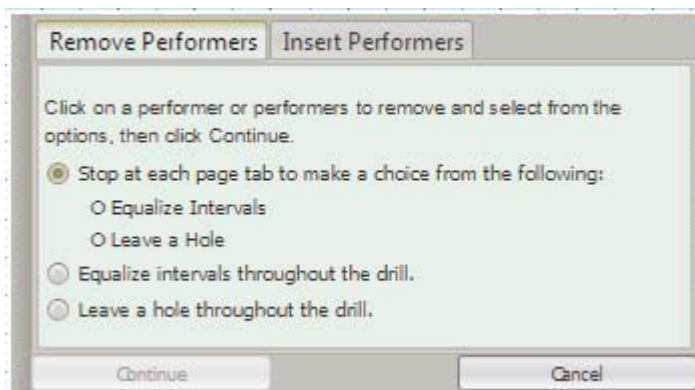 Remove Performers Insert Performers
Click on a performer or performers to remove and select from the
options, then click Continue.
Stop at each page tab to make a choice from the following:
O Equalize Intervals
O Leave a Hole
Equalize intervals throughout the drill.
Leave a hole throughout the drill.
Continue Cancel